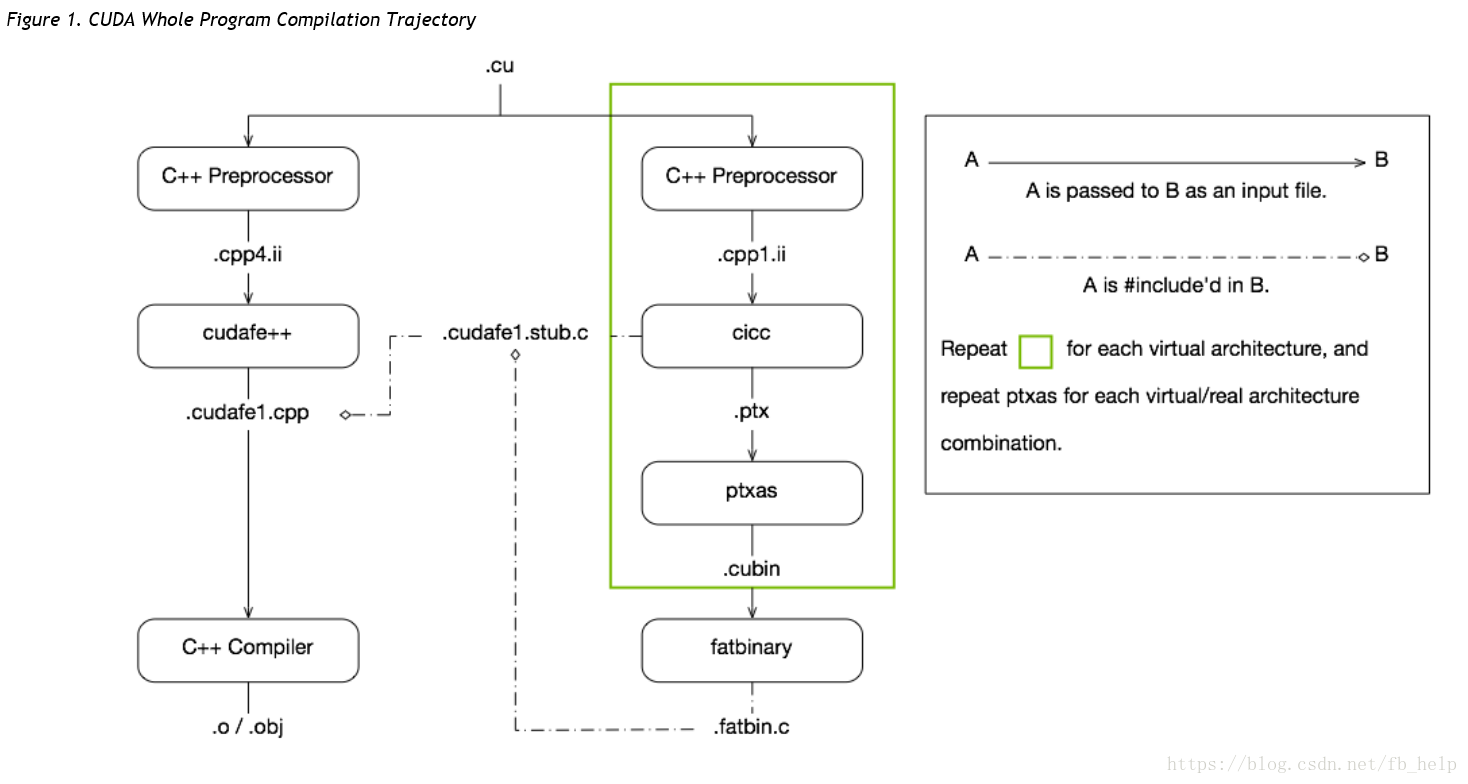 Figure 1. CUDA Whole Program Compilation Trajectory
.cu
C++ Preprocessor
C++ Preprocessor
.cpp4.ii
.cpp1.ii
cudafe++
.cudafe1.stub.c
cicc
.cudafe1.cpp
.ptx
ptxas
.cubin
C++ Compiler
fatbinary
.o / .obj
.fatbin.c
A B
A is passed to B as an input file.
A B
A is #include'd in B.
Repeat for each virtual architecture, and
repeat ptxas for each virtual/real architecture
combination.
https://blog.csdn.net/fb_help